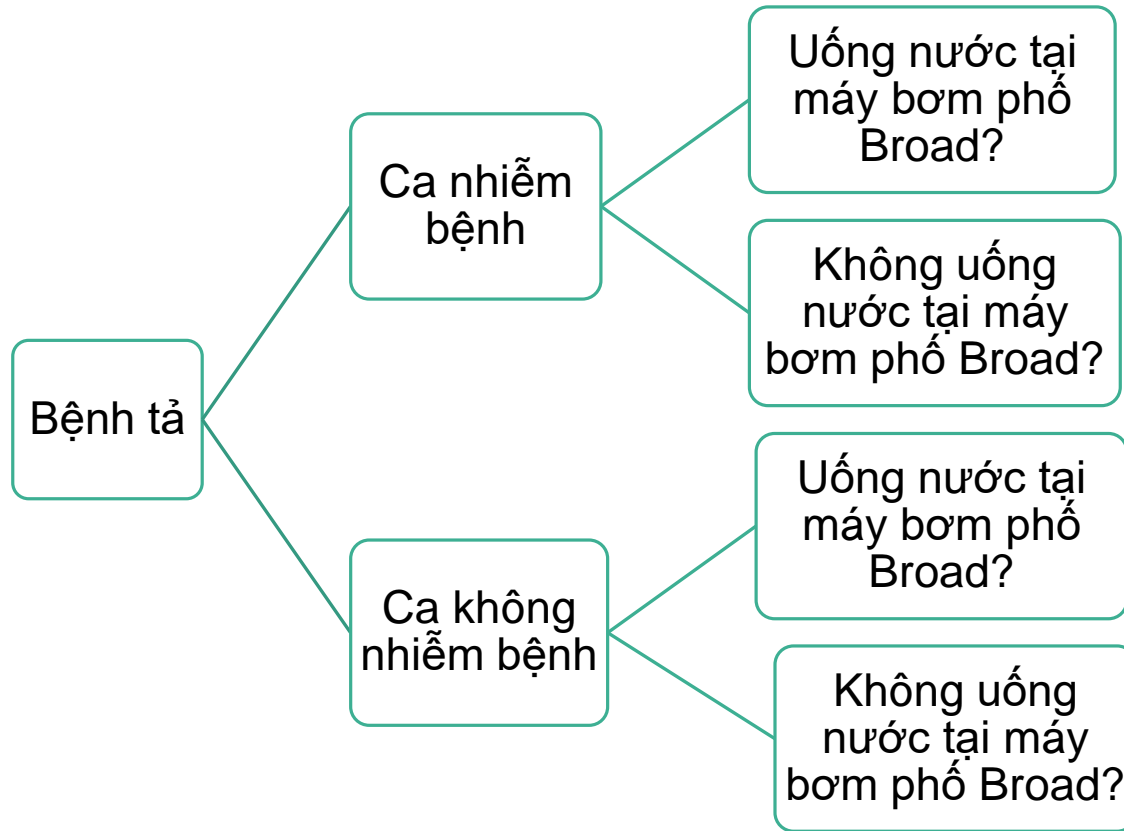 Uống nước tại
máy bơm phố
Broad?
Ca nhiễm
bệnh
Không uống
nước tại máy
bơm phố Broad?
Bệnh tả
Uống nước tại
máy bơm phố
Broad?
Ca không
nhiễm bệnh
Không uống
nước tại máy
bơm phố Broad?